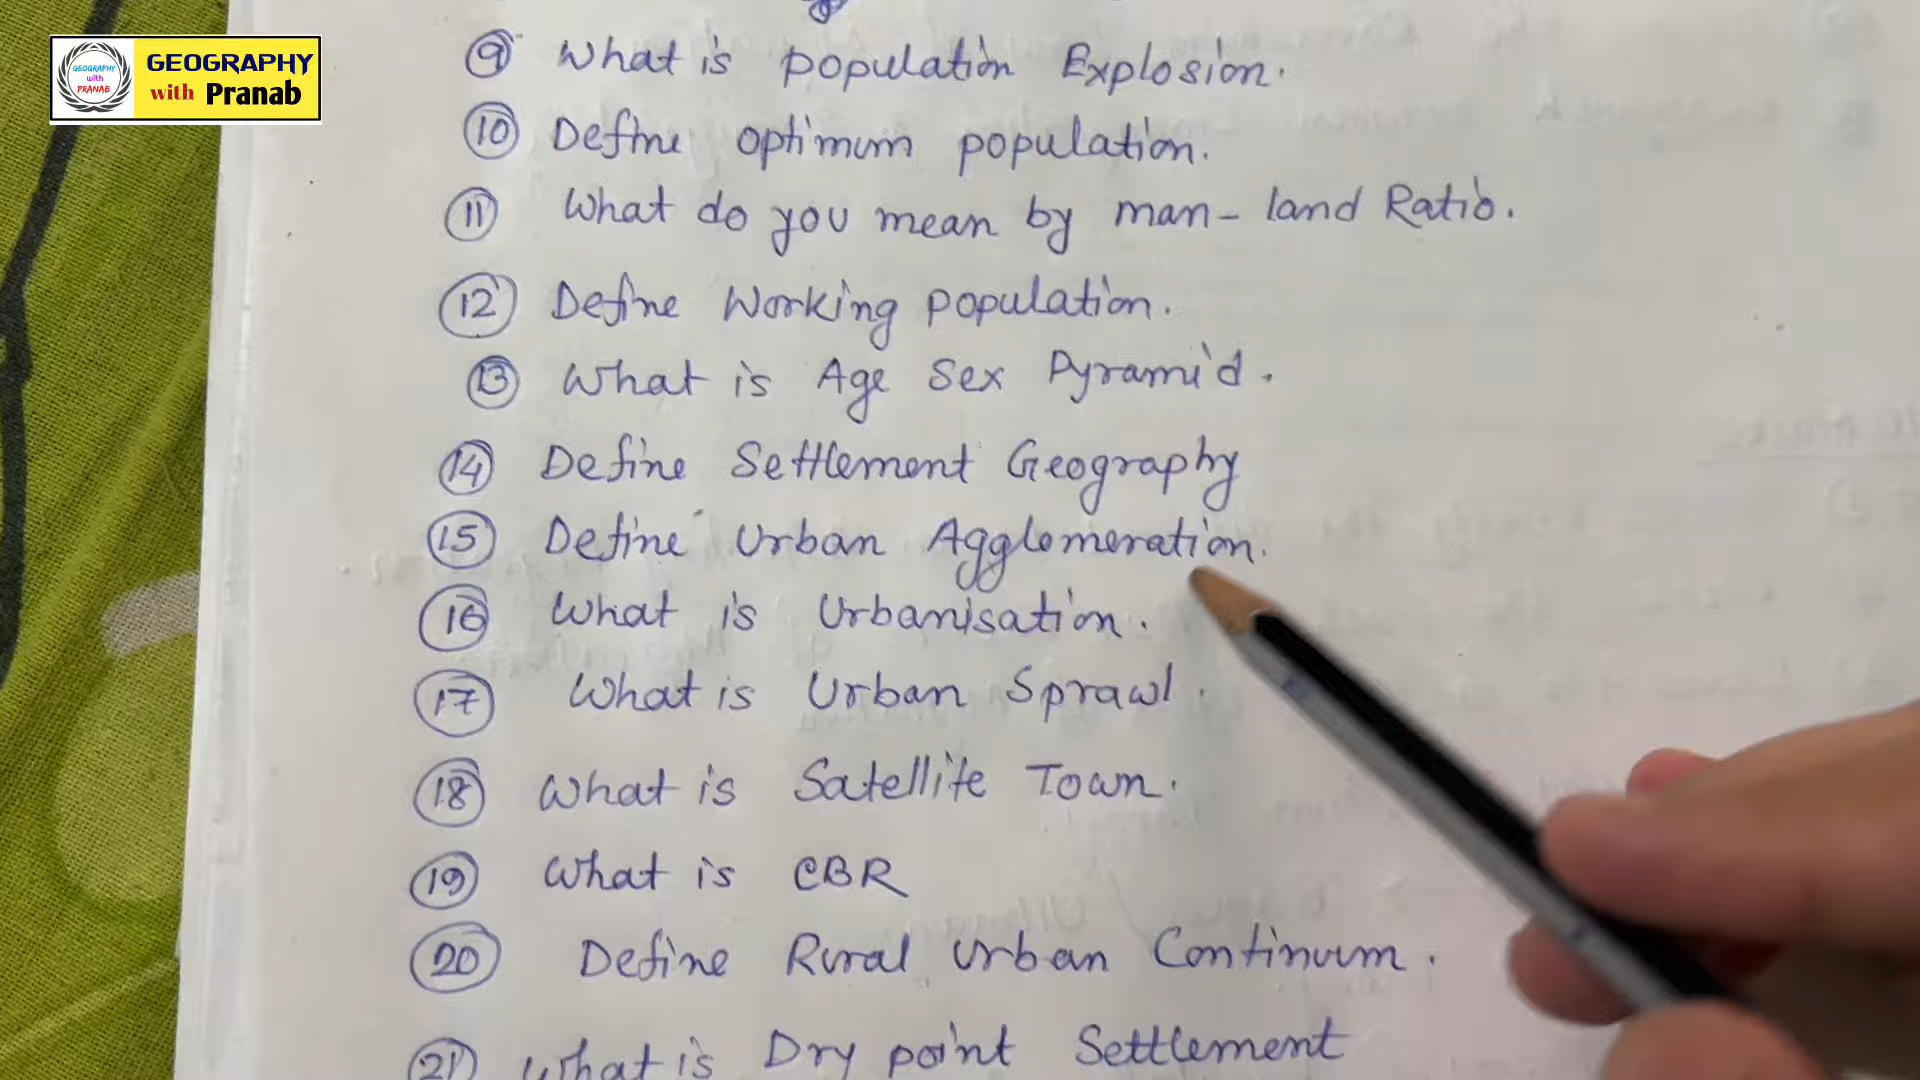 GEOGRAPHY
with
PRANAB
GEOGRAPHY
with Pranab
9 What is population Explosion.
10 Define optimum population.
11 What do you mean by man-land Ratio.
12 Define Working population.
13 What is Age Sex Pyramid.
14 Define Settlement Geography
15 Define Urban Agglomeration.
16 What is Urbanisation.
17 What is Urban Sprawl.
18 What is Satellite Town.
19 What is CBR
20 Define Rural Urban Continuum.
21 What is Dry point Settlement